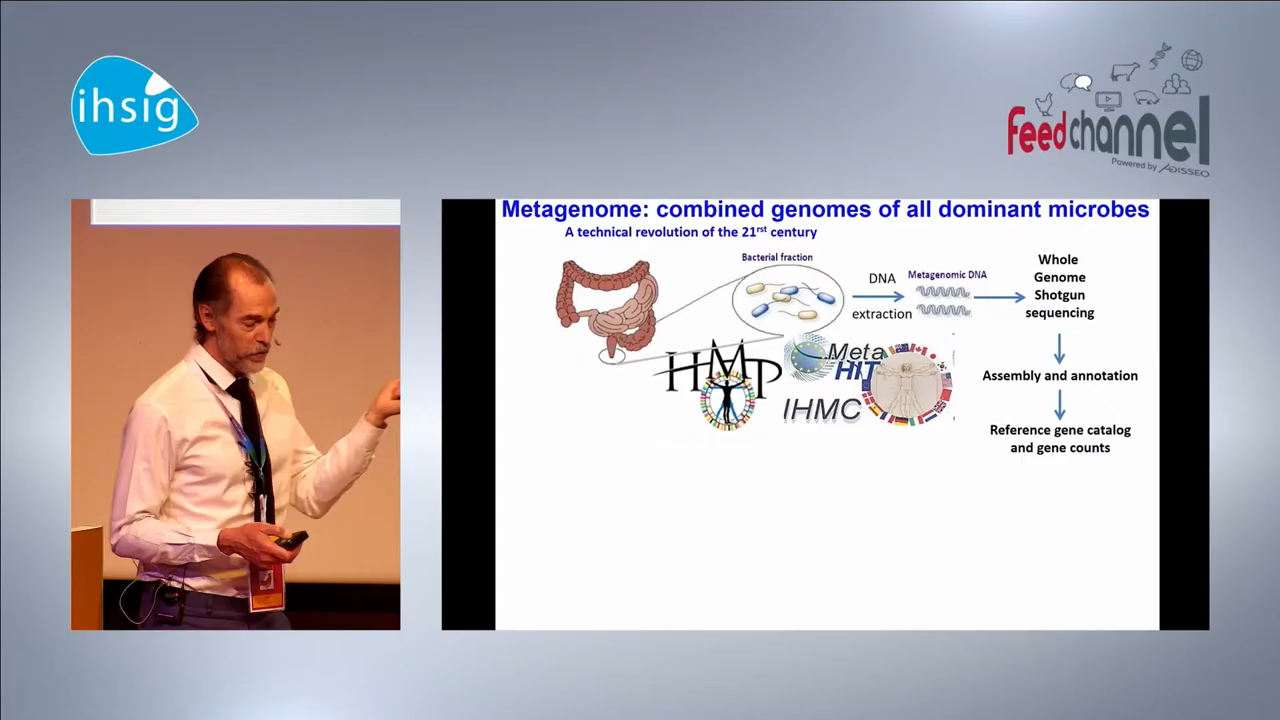 ihsig
feedchannel
Powered by ADISSEO
Metagenome: combined genomes of all dominant microbes
A technical revolution of the 21rst century
Bacterial fraction
DNA
extraction
Metagenomic DNA
Whole
Genome
Shotgun
sequencing
Assembly and annotation
Reference gene catalog
and gene counts
HMP
Meta
HIT
IHMC